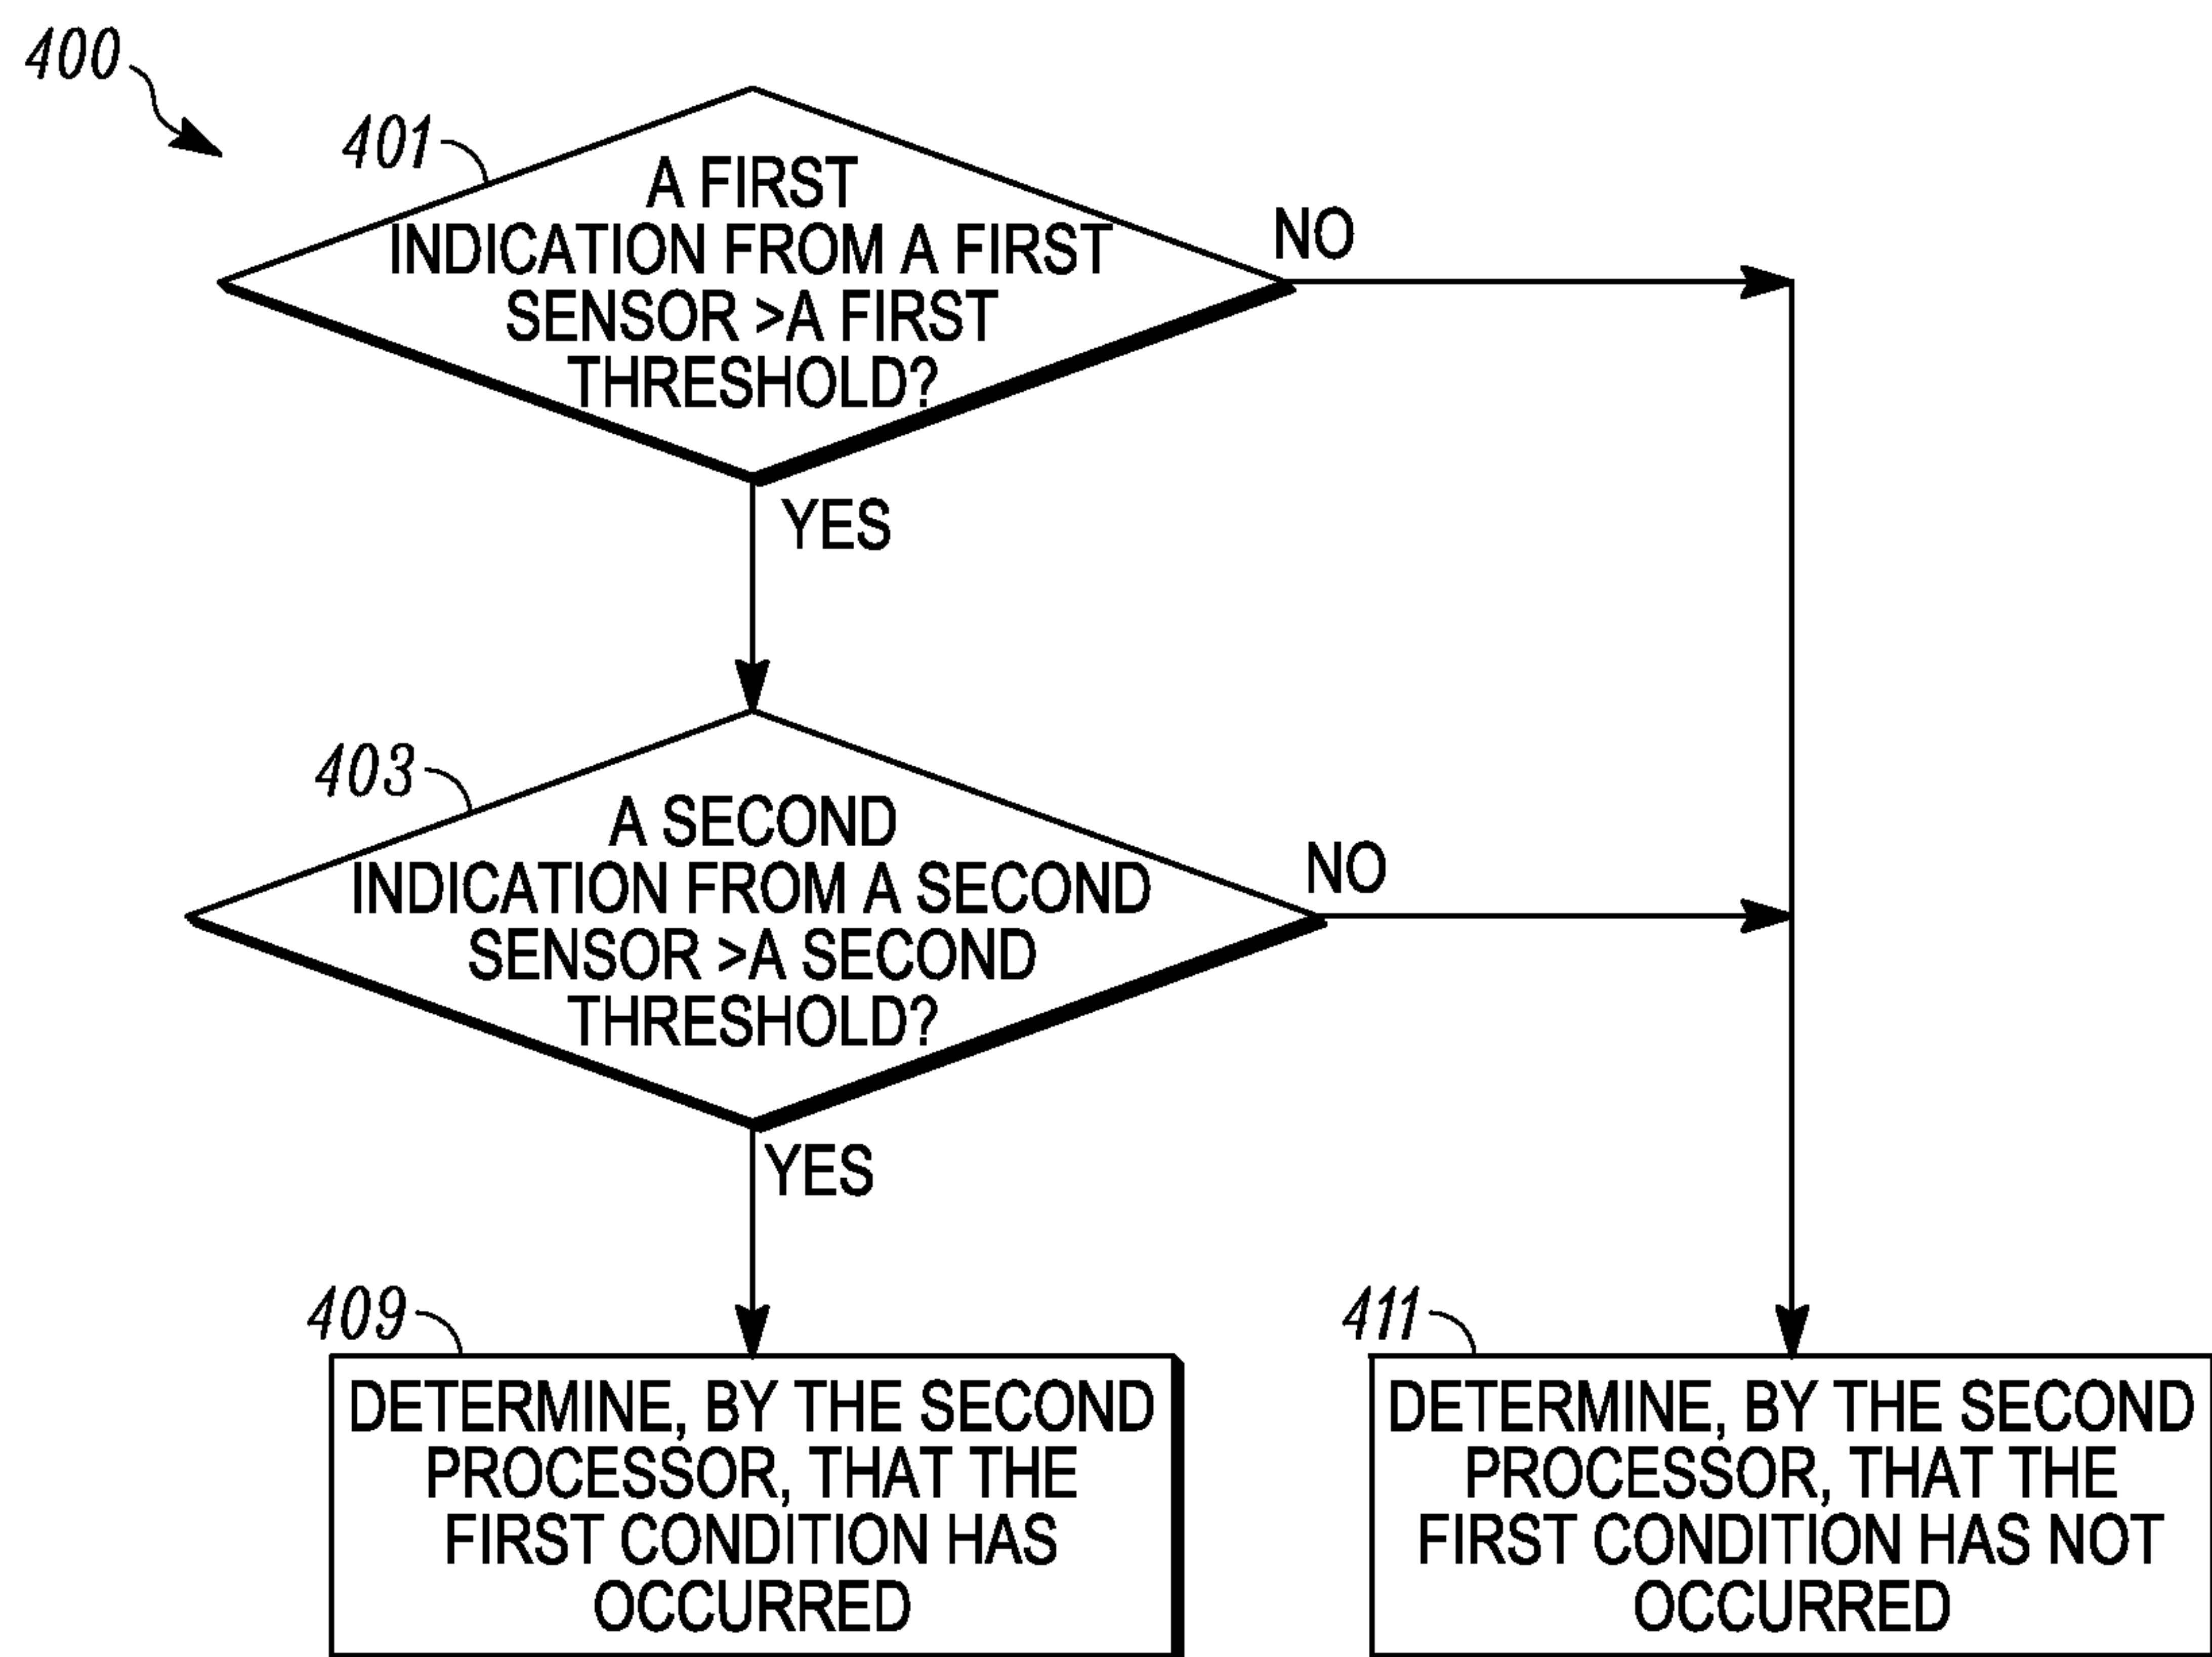 400
401
A FIRST
INDICATION FROM A FIRST
SENSOR >A FIRST
THRESHOLD?
NO
YES
403
A SECOND
INDICATION FROM A SECOND
SENSOR >A SECOND
THRESHOLD?
NO
YES
409
DETERMINE, BY THE SECOND
PROCESSOR, THAT THE
FIRST CONDITION HAS
OCCURRED
411
DETERMINE, BY THE SECOND
PROCESSOR, THAT THE
FIRST CONDITION HAS NOT
OCCURRED